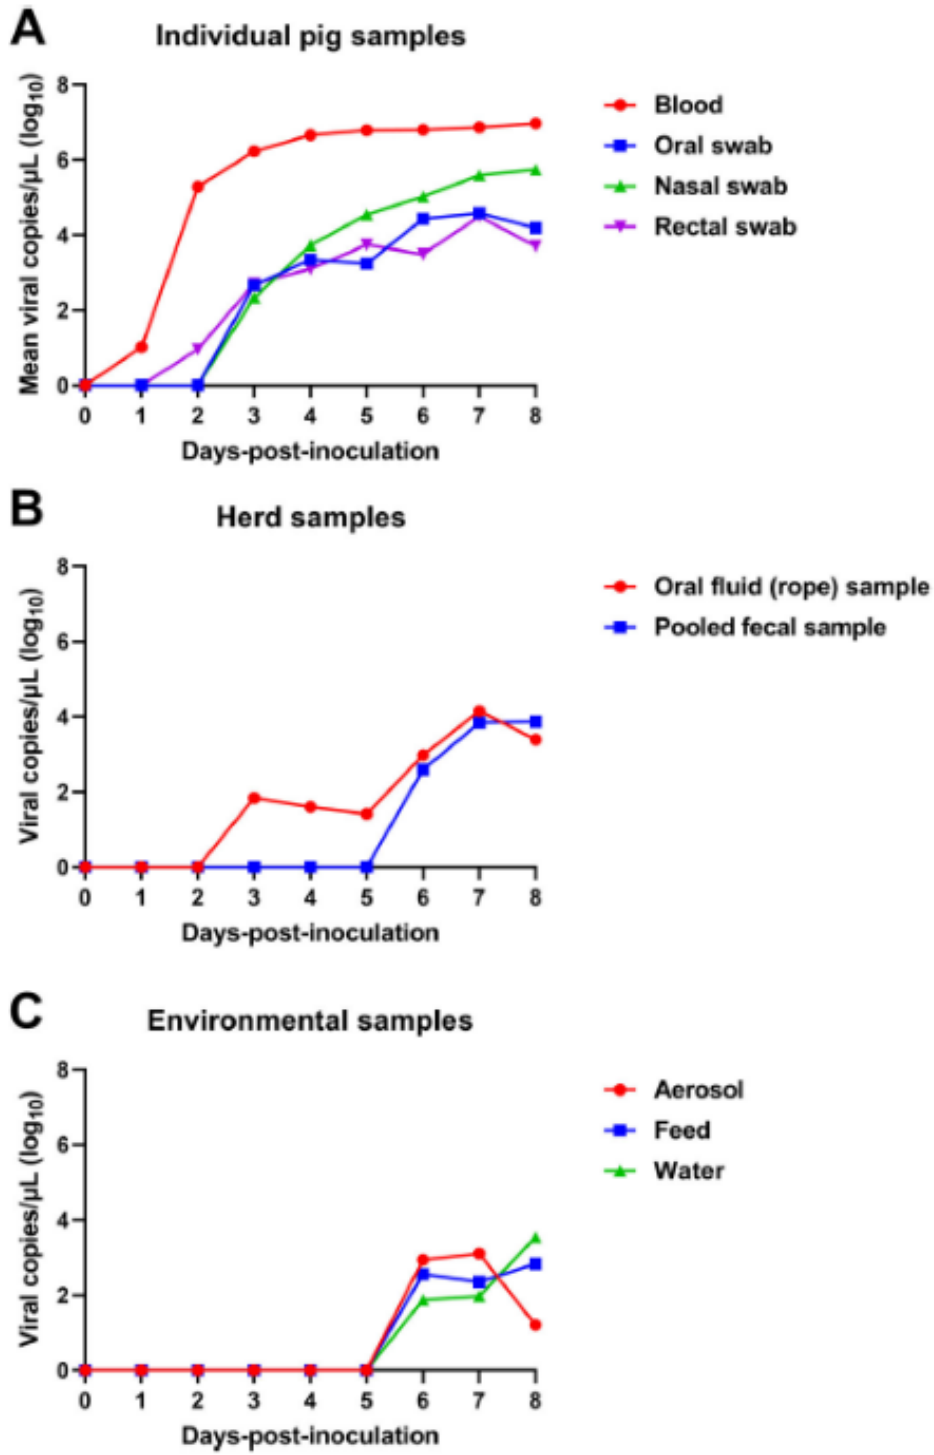 A
Individual pig samples
Mean viral copies/µL (log10)
8
6
4
2
0
0 1 2 3 4 5 6 7 8
Days-post-inoculation
Blood
Oral swab
Nasal swab
Rectal swab
B
Herd samples
Viral copies/µL (log10)
8
6
4
2
0
0 1 2 3 4 5 6 7 8
Days-post-inoculation
Oral fluid (rope) sample
Pooled fecal sample
C
Environmental samples
Viral copies/µL (log10)
8
6
4
2
0
0 1 2 3 4 5 6 7 8
Days-post-inoculation
Aerosol
Feed
Water